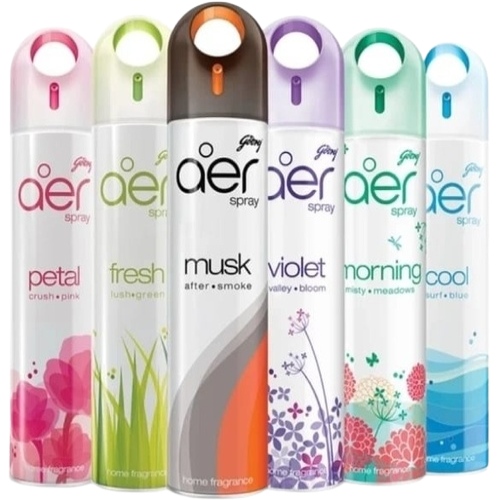 Godrej
aer
spray
petal
crush • pink
Godrej
aer
spray
fresh
lush • green
home fragrance
Godrej
aer
spray
musk
after • smoke
home fragrance
Godrej
aer
spray
violet
valley • bloom
home fragrance
Godrej
aer
spray
morning
misty • meadows
home fragrance
aer
spray
cool
surf • blue
home fragrance